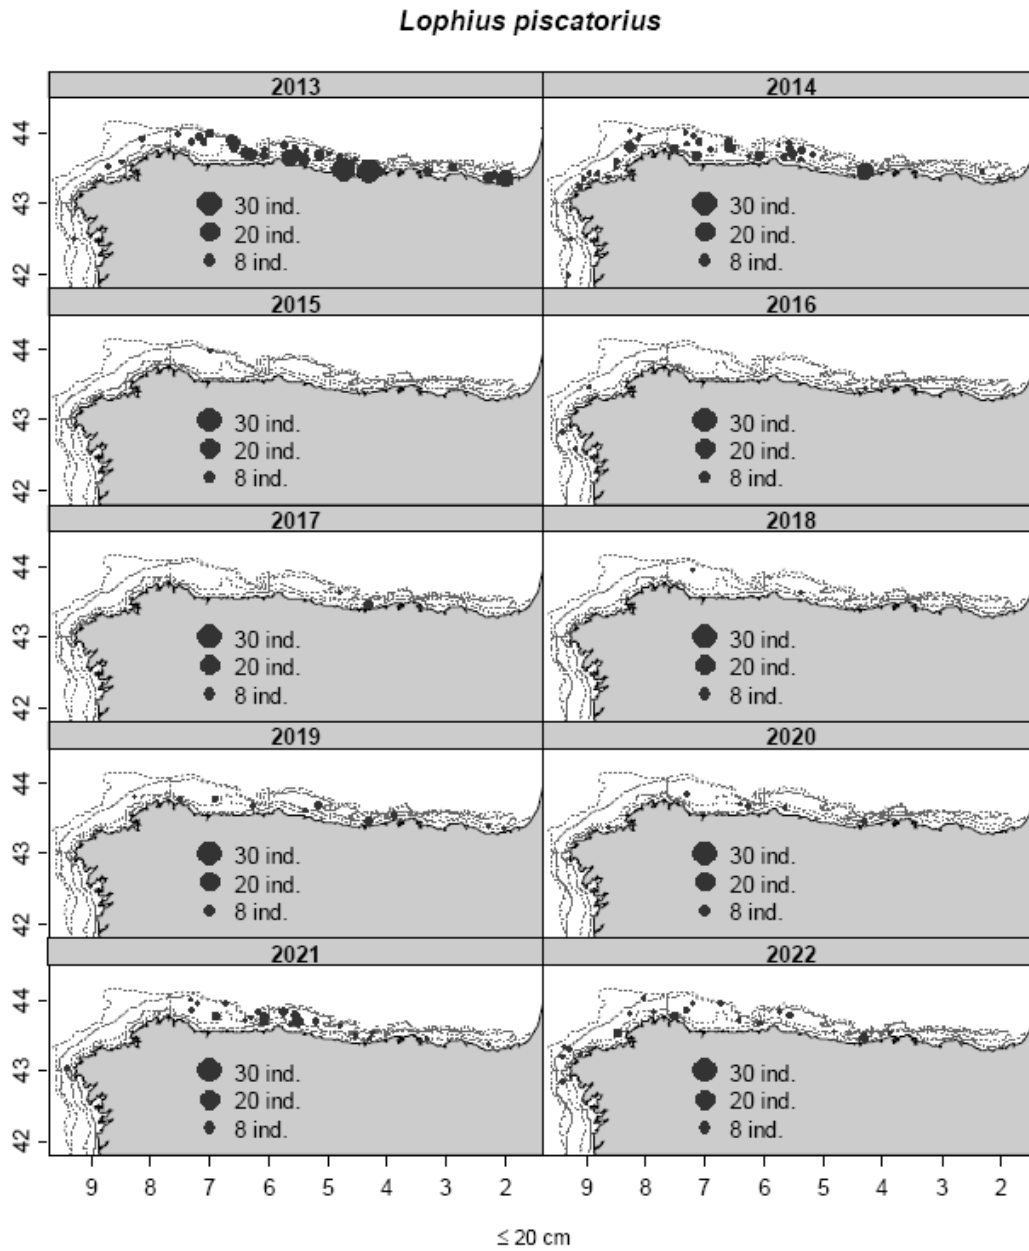 Lophius piscatorius
2013 2014
44
43
42
30 ind. 30 ind.
20 ind. 20 ind.
8 ind. 8 ind.
2015 2016
44
43
42
30 ind. 30 ind.
20 ind. 20 ind.
8 ind. 8 ind.
2017 2018
44
43
42
30 ind. 30 ind.
20 ind. 20 ind.
8 ind. 8 ind.
2019 2020
44
43
42
30 ind. 30 ind.
20 ind. 20 ind.
8 ind. 8 ind.
2021 2022
44
43
42
30 ind. 30 ind.
20 ind. 20 ind.
8 ind. 8 ind.
9 8 7 6 5 4 3 2 9 8 7 6 5 4 3 2
≤ 20 cm